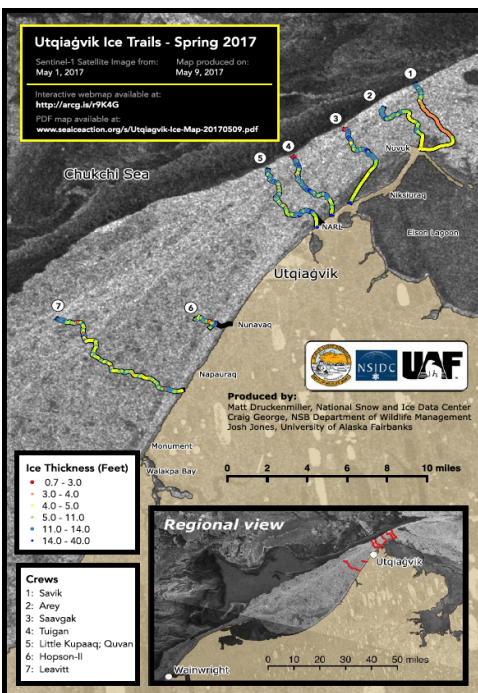 Utqiaġvik Ice Trails - Spring 2017
Sentinel-1 Satellite Image from:
May 1, 2017
Map produced on:
May 9, 2017
Interactive webmap available at:
http://arcg.is/r9K4G
PDF map available at:
www.seaiceaction.org/s/Utqiagvik-Ice-Map-20170509.pdf
1
2
3
4
5
Nuvuk
Chukchi Sea
Niksiuraq
NARL
Elson Lagoon
Utqiaġvik
7
6
Nunavaq
Napauraq
NSIDC
UAF
Produced by:
Matt Druckenmiller, National Snow and Ice Data Center
Craig George, NSB Department of Wildlife Management
Josh Jones, University of Alaska Fairbanks
Monument
Walakpa Bay
0 2 4 6 8 10 miles
Ice Thickness (Feet)
0.7 - 3.0
3.0 - 4.0
4.0 - 5.0
5.0 - 11.0
11.0 - 14.0
14.0 - 40.0
Regional view
Utqiaġvik
Wainwright
0 10 20 30 40 50 miles
Crews
1: Savik
2: Arey
3: Saavgak
4: Tuigan
5: Little Kupaaq; Quvan
6: Hopson-II
7: Leavitt